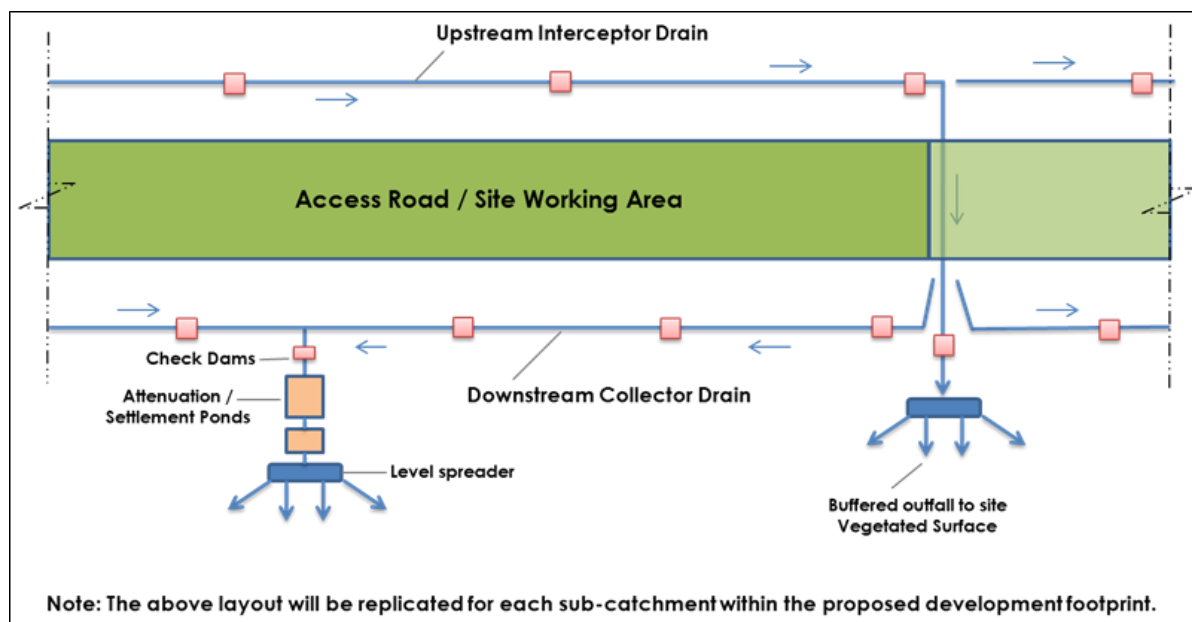 Upstream Interceptor Drain
Access Road / Site Working Area
Check Dams
Attenuation /
Settlement Ponds
Downstream Collector Drain
Level spreader
Buffered outfall to site
Vegetated Surface
Note: The above layout will be replicated for each sub-catchment within the proposed development footprint.